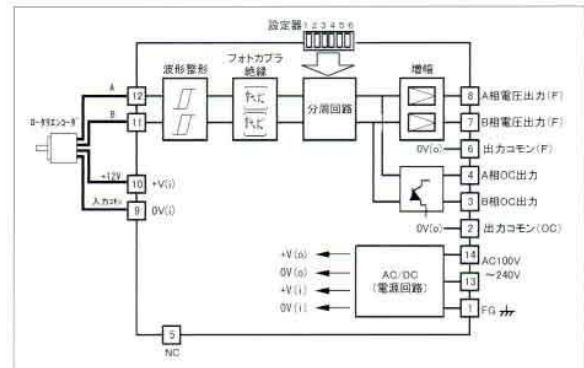 設定器 1 2 3 4 5 6
波形整形
フォトカプラ
絶縁
分周回路
増幅
A
12
B
11
ロータリエンコーダ
+12V
10 +V(i)
入力コモン
9 0V(i)
8 A相電圧出力(F)
7 B相電圧出力(F)
0V(o) 6 出力コモン(F)
4 A相OC出力
3 B相OC出力
0V(o) 2 出力コモン(OC)
+V(o)
0V(o)
+V(i)
0V(i)
AC/DC
(電源回路)
14 AC100V
13 ～240V
1 FG
5
NC